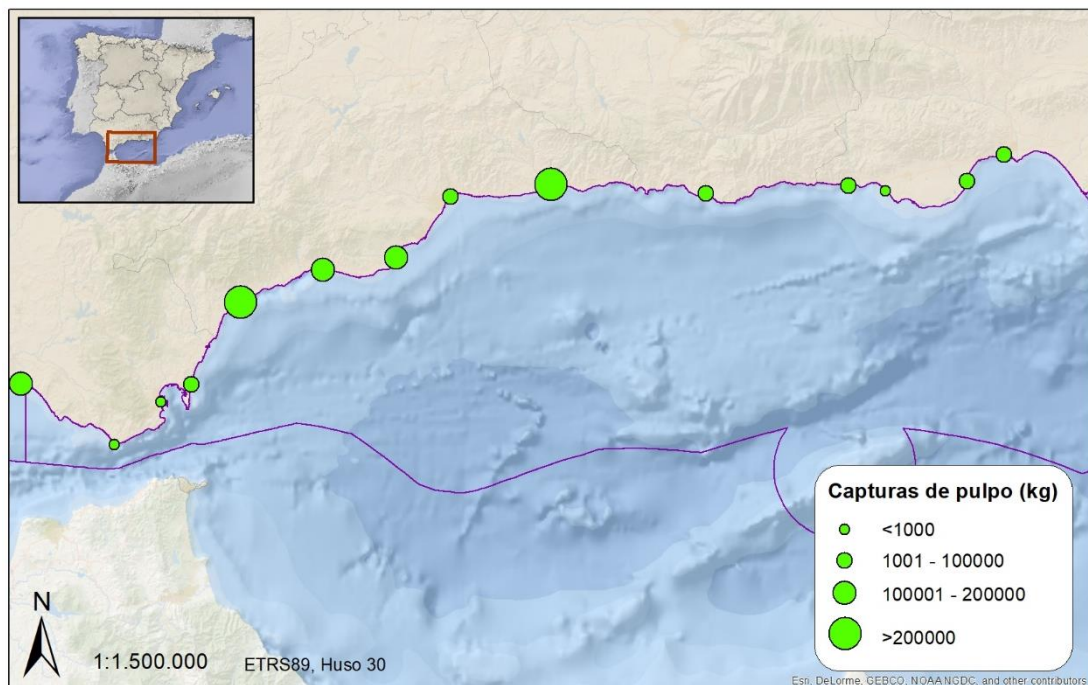 Capturas de pulpo (kg)
<1000
1001 - 100000
100001 - 200000
>200000
N
1:1.500.000
ETRS89, Huso 30
Esri, DeLorme, GEBCO, NOAA NGDC, and other contributors